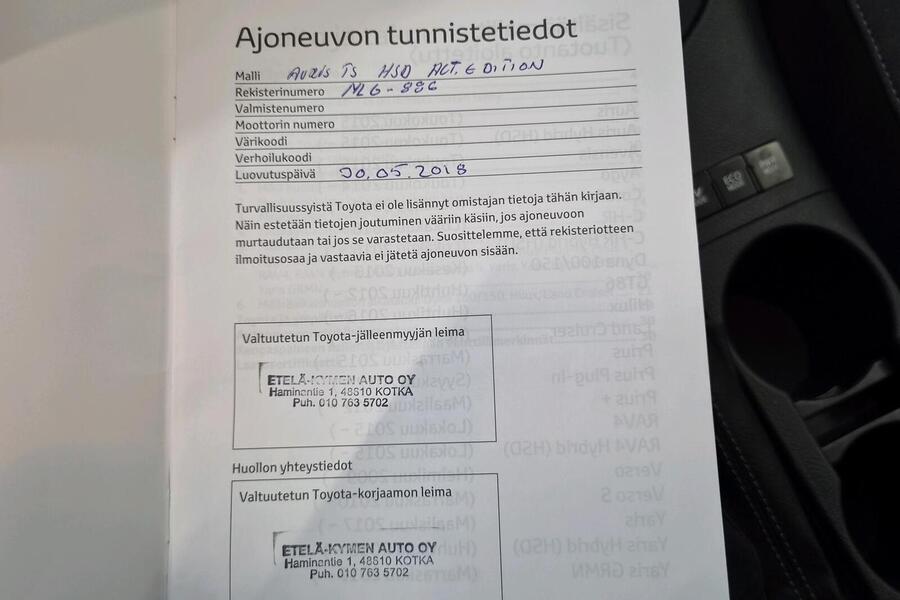 Ajoneuvon tunnistetiedot
Malli AURIS TS HSD ACT. EDITION
Rekisterinumero NLG-886
Valmistenumero
Moottorin numero
Värikoodi
Verhoilukoodi
Luovutuspäivä 30.05.2018
Turvallisuussyistä Toyota ei ole lisännyt omistajan tietoja tähän kirjaan.
Näin estetään tietojen joutuminen vääriin käsiin, jos ajoneuvoon
murtaudutaan tai jos se varastetaan. Suosittelemme, että rekisteriotteen
ilmoitusosaa ja vastaavia ei jätetä ajoneuvon sisään.
Valtuutetun Toyota-jälleenmyyjän leima
ETELÄ-KYMEN AUTO OY
Haminantie 1, 48810 KOTKA
Puh. 010 763 5702
Huollon yhteystiedot
Valtuutetun Toyota-korjaamon leima
ETELÄ-KYMEN AUTO OY
Haminantie 1, 48810 KOTKA
Puh. 010 763 5702